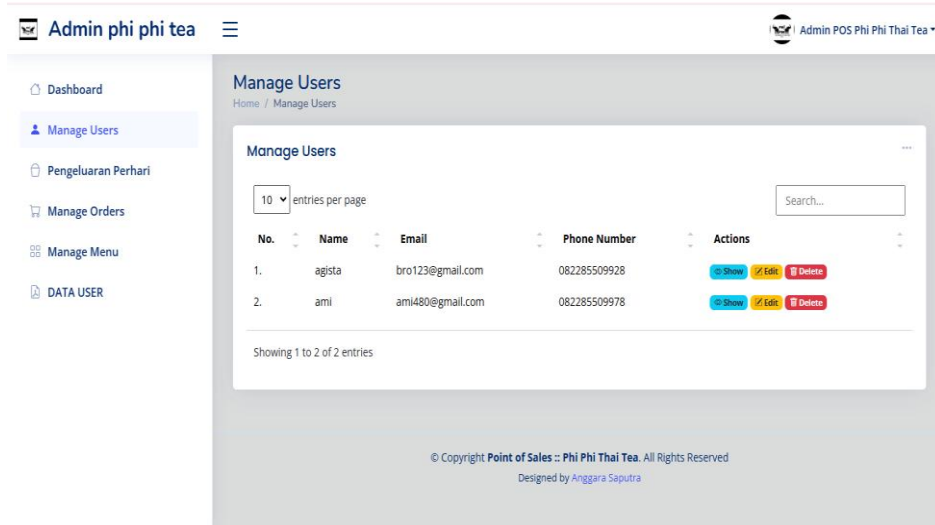 Admin phi phi tea
Admin POS Phi Phi Thai Tea
Dashboard
Manage Users
Pengeluaran Perhari
Manage Orders
Manage Menu
DATA USER
Manage Users
Home / Manage Users
Manage Users
10 entries per page
Search...
No. Name Email Phone Number Actions
1. agista bro123@gmail.com 082285509928 Show Edit Delete
2. ami ami480@gmail.com 082285509978 Show Edit Delete
Showing 1 to 2 of 2 entries
© Copyright Point of Sales :: Phi Phi Thai Tea. All Rights Reserved
Designed by Anggara Saputra